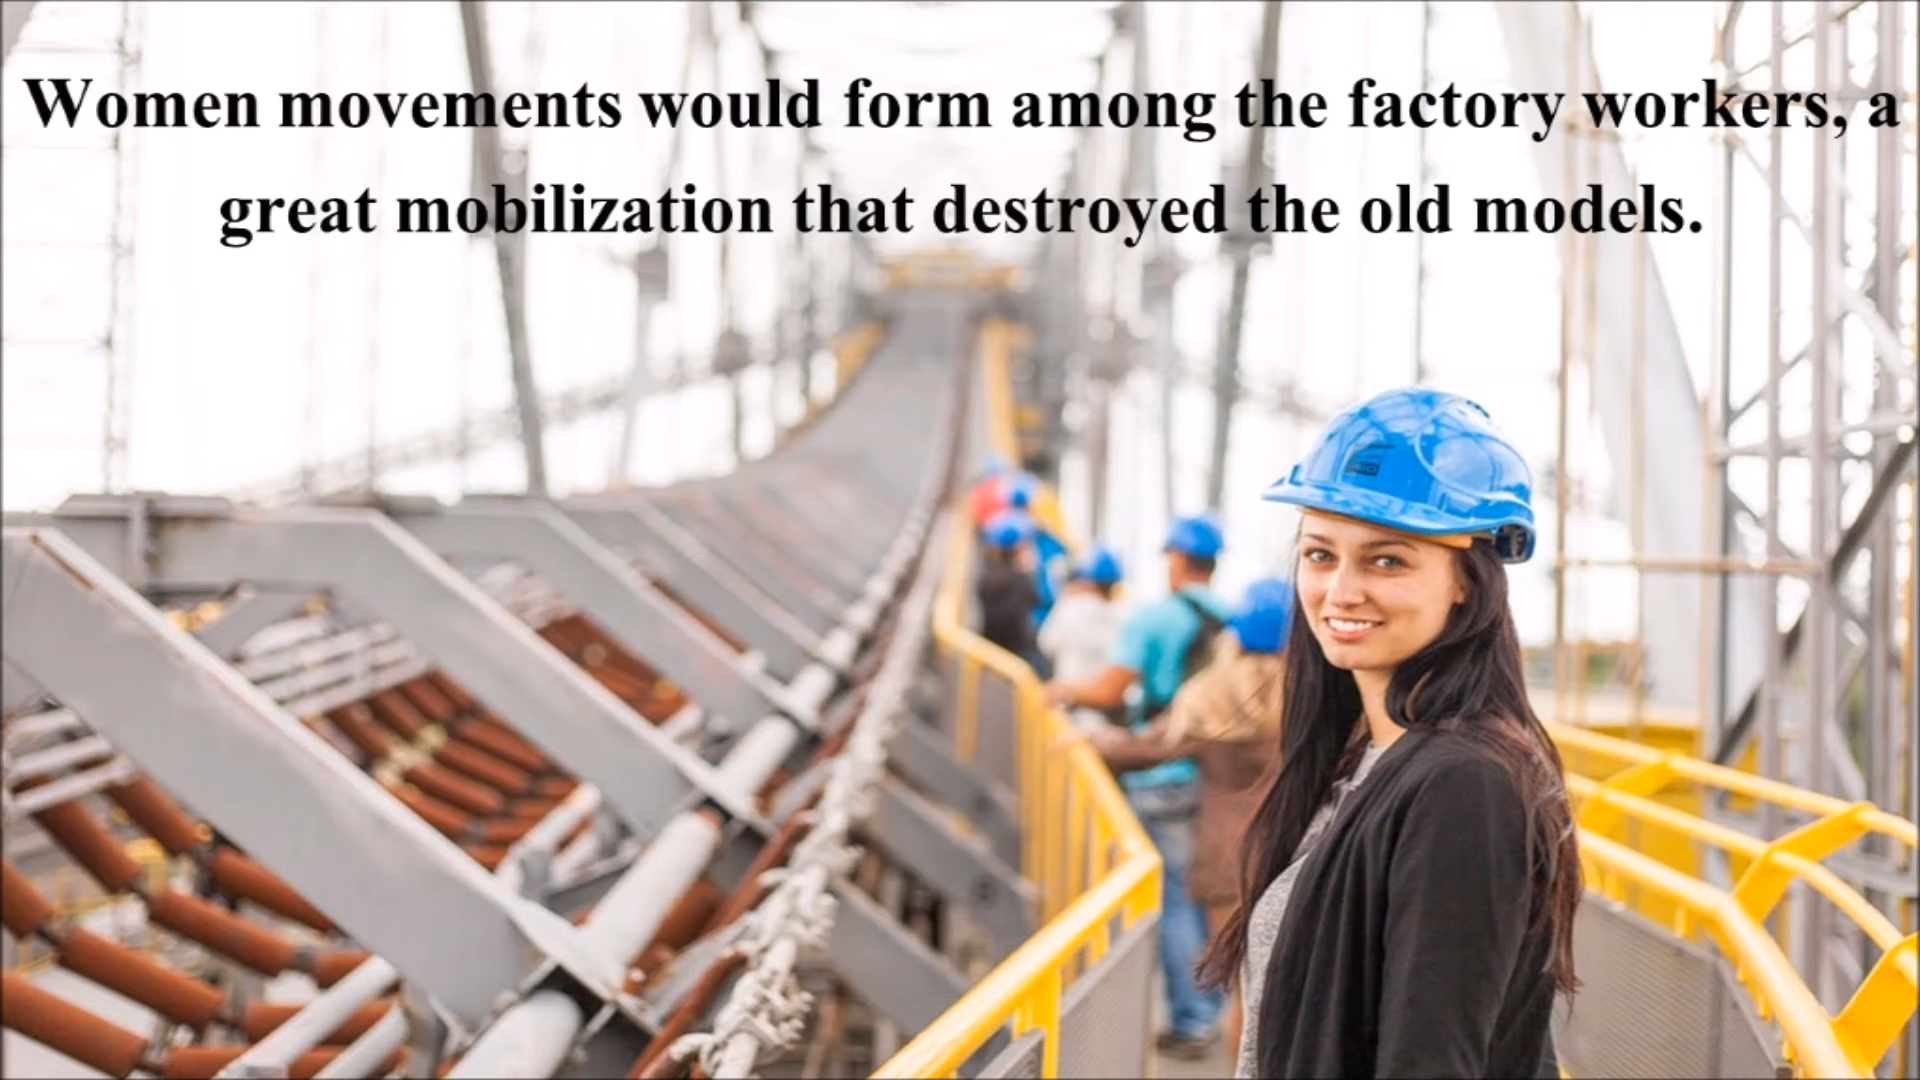 Women movements would form among the factory workers, a
great mobilization that destroyed the old models.